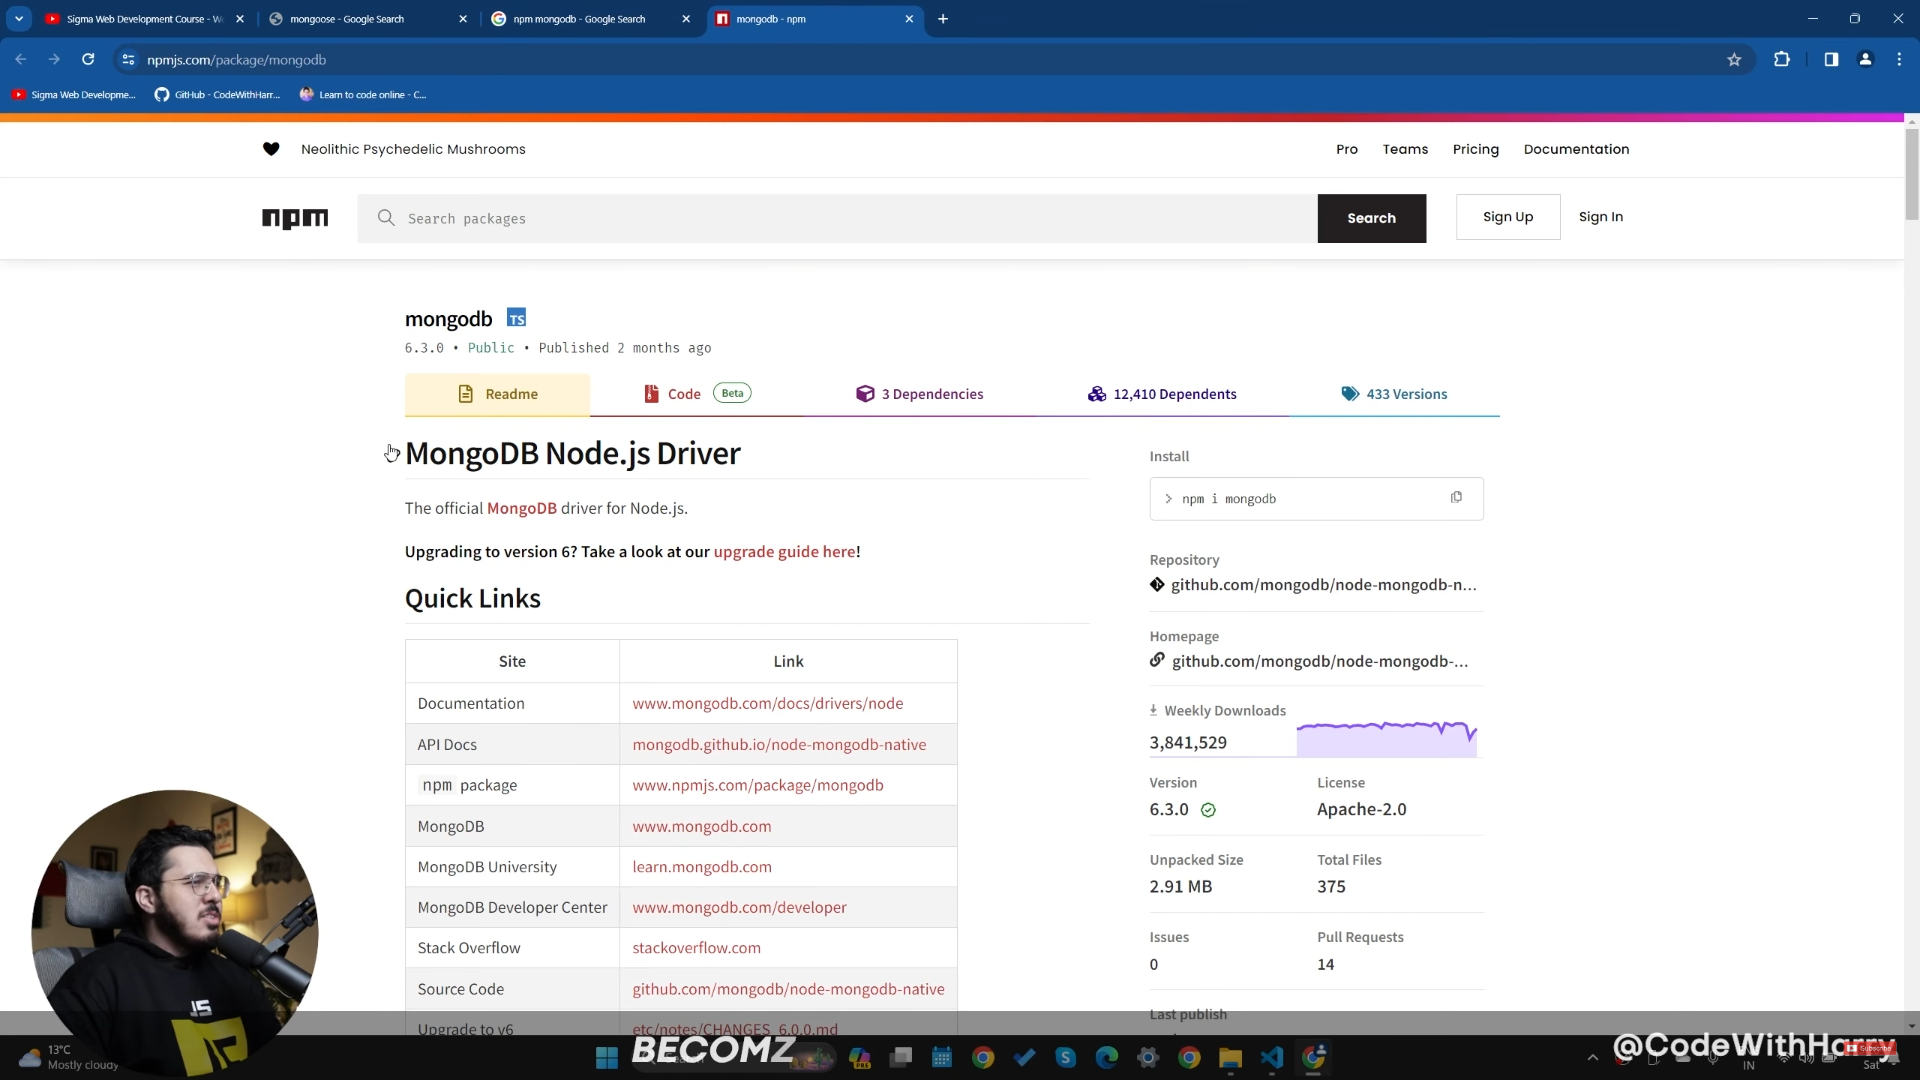 Sigma Web Development Course - W
mongoose - Google Search
npm mongodb - Google Search
mongodb - npm
npmjs.com/package/mongodb
Sigma Web Developme...
GitHub - CodeWithHarr...
Learn to code online - C...
Neolithic Psychedelic Mushrooms
Pro
Teams
Pricing
Documentation
npm
Search packages
Search
Sign Up
Sign In
mongodb TS
6.3.0 • Public • Published 2 months ago
Readme
Code Beta
3 Dependencies
12,410 Dependents
433 Versions
MongoDB Node.js Driver
The official MongoDB driver for Node.js.
Upgrading to version 6? Take a look at our upgrade guide here!
Quick Links
Site Link
Documentation www.mongodb.com/docs/drivers/node
API Docs mongodb.github.io/node-mongodb-native
npm package www.npmjs.com/package/mongodb
MongoDB www.mongodb.com
MongoDB University learn.mongodb.com
MongoDB Developer Center www.mongodb.com/developer
Stack Overflow stackoverflow.com
Source Code github.com/mongodb/node-mongodb-native
Upgrade to v6 etc/notes/CHANGES_6.0.0.md
Install
> npm i mongodb
Repository
github.com/mongodb/node-mongodb-n...
Homepage
github.com/mongodb/node-mongodb-...
Weekly Downloads
3,841,529
Version License
6.3.0 Apache-2.0
Unpacked Size Total Files
2.91 MB 375
Issues Pull Requests
0 14
Last publish
JS
13°C
Mostly cloudy
BECOMZ
PRE
@CodeWithHarry
Subscribe
IN
Sat